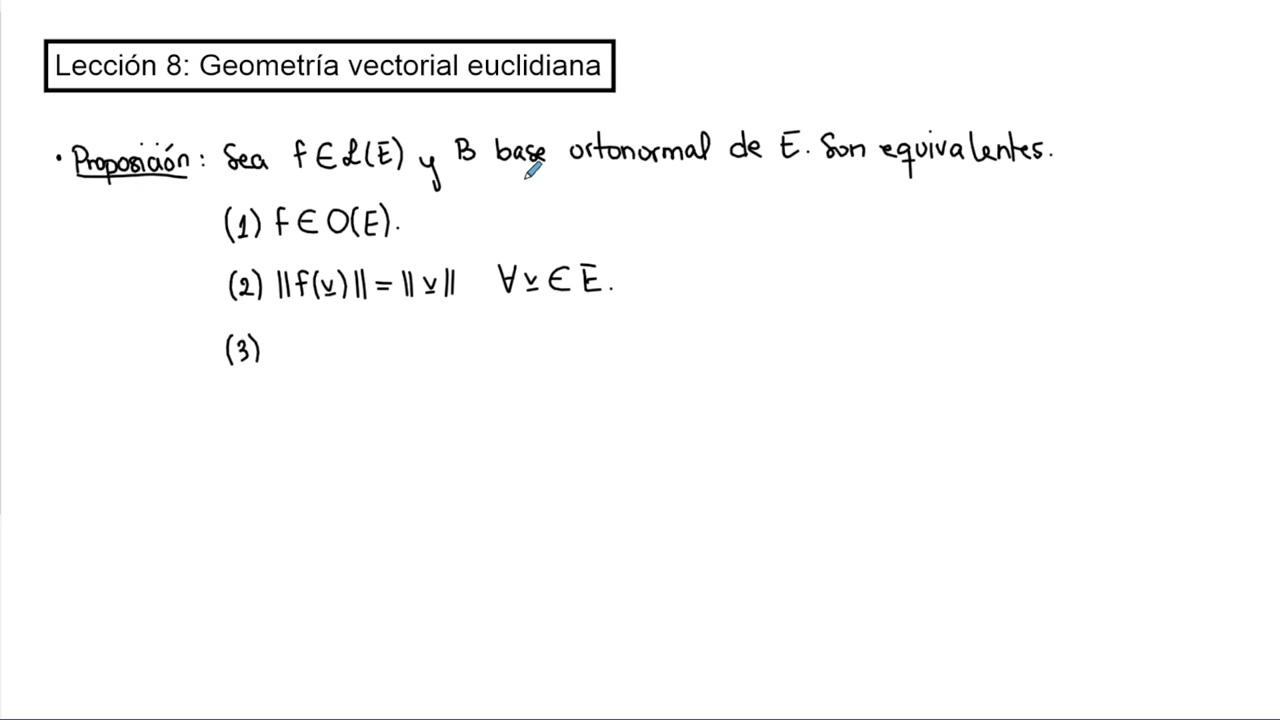 Lección 8: Geometría vectorial euclidiana
• Proposición: Sea f ∈ L(E) y B base ortonormal de E. Son equivalentes.
(1) f ∈ O(E).
(2) ||f(v)|| = ||v|| ∀v ∈ E.
(3)